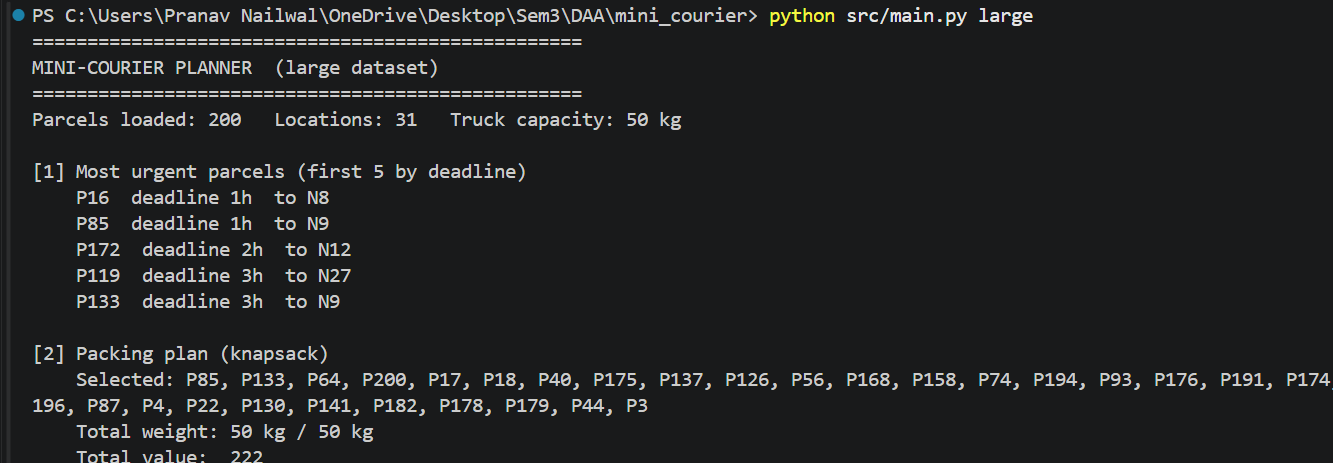 PS C:\Users\Pranav Nailwal\OneDrive\Desktop\Sem3\DAA\mini_courier> python src/main.py large
==================================================
MINI-COURIER PLANNER  (large dataset)
==================================================
Parcels loaded: 200   Locations: 31   Truck capacity: 50 kg
[1] Most urgent parcels (first 5 by deadline)
P16  deadline 1h  to N8
P85  deadline 1h  to N9
P172  deadline 2h  to N12
P119  deadline 3h  to N27
P133  deadline 3h  to N9
[2] Packing plan (knapsack)
Selected: P85, P133, P64, P200, P17, P18, P40, P175, P137, P126, P56, P168, P158, P74, P194, P93, P176, P191, P174,
196, P87, P4, P22, P130, P141, P182, P178, P179, P44, P3
Total weight: 50 kg / 50 kg
Total value:  222